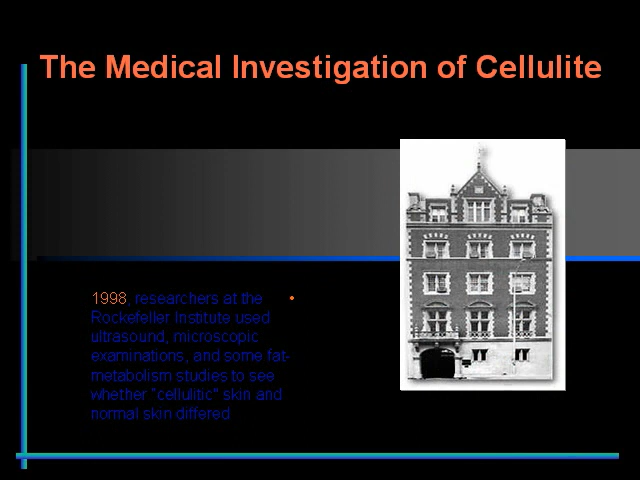 The Medical Investigation of Cellulite
1998, researchers at the •
Rockefeller Institute used
ultrasound, microscopic
examinations, and some fat-
metabolism studies to see
whether "cellulitic" skin and
normal skin differed